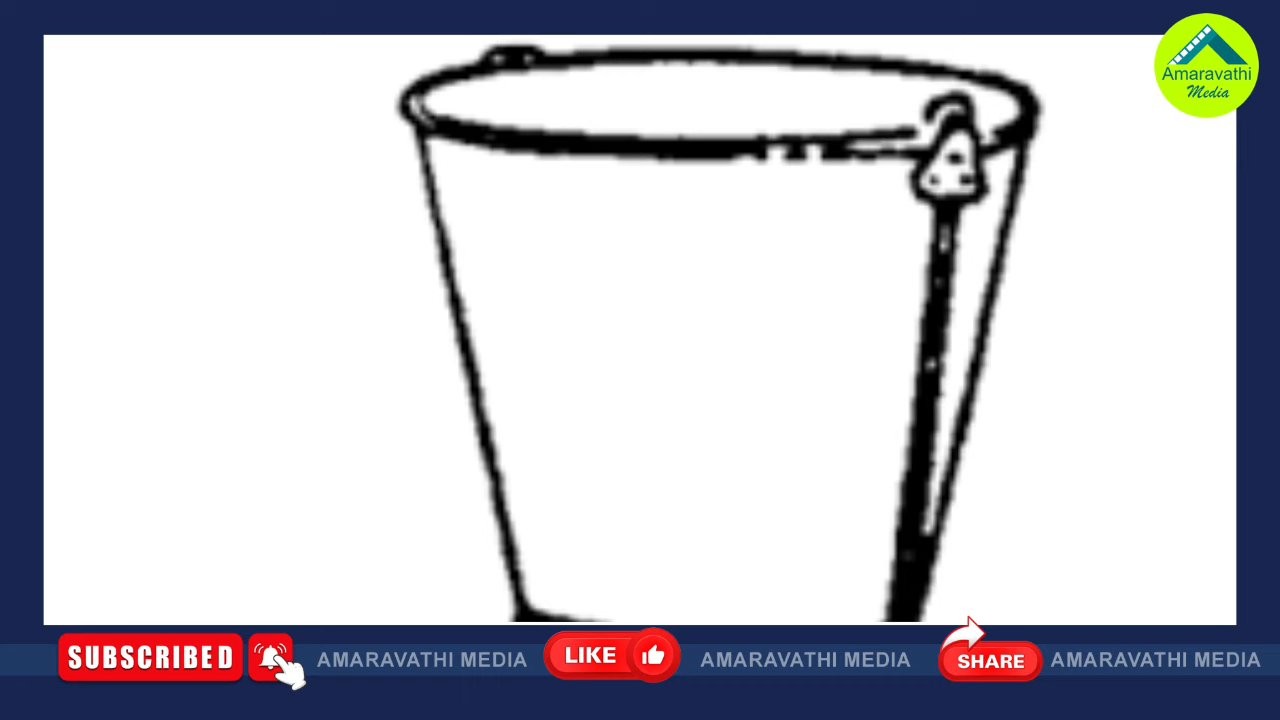 Amaravathi
Media
SUBSCRIBED
AMARAVATHI MEDIA
LIKE
AMARAVATHI MEDIA
SHARE
AMARAVATHI MEDIA